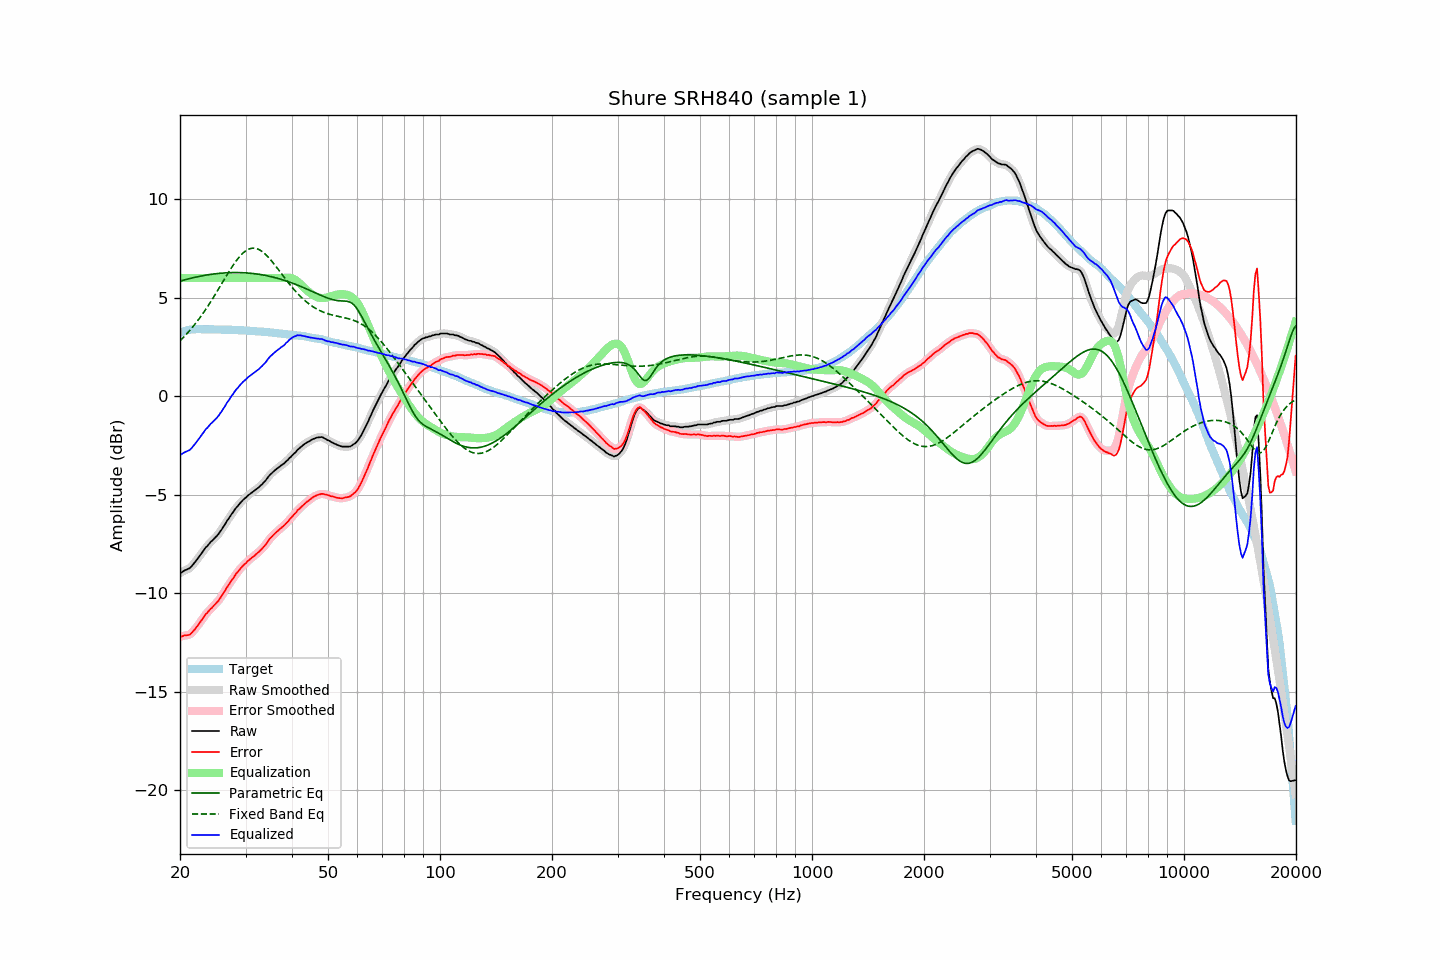 Shure SRH840 (sample 1)
Amplitude (dBr)
10
5
0
−5
−10
−15
−20
Target
Raw Smoothed
Error Smoothed
Raw
Error
Equalization
Parametric Eq
Fixed Band Eq
Equalized
20 50 100 200 500 1000 2000 5000 10000 20000
Frequency (Hz)